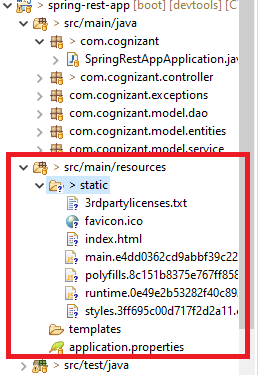 spring-rest-app [boot] [devtools]
> src/main/java
> com.cognizant
> SpringRestAppApplication.jav
> com.cognizant.controller
com.cognizant.exceptions
com.cognizant.model.dao
com.cognizant.model.entities
com.cognizant.model.service
> src/main/resources
> static
3rdpartylicenses.txt
favicon.ico
index.html
main.e4dd0362cd9abbf39c22
polyfills.8c151b8375e767ff858
runtime.0e49e2b53282f40c89
styles.3ff695c00d717f2d2a11.
templates
application.properties
> src/test/java